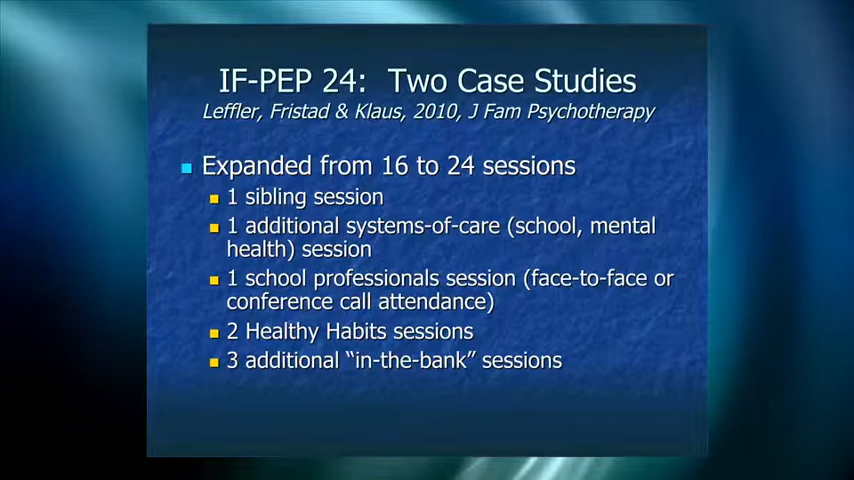 IF-PEP 24: Two Case Studies
Leffler, Fristad & Klaus, 2010, J Fam Psychotherapy
Expanded from 16 to 24 sessions
1 sibling session
1 additional systems-of-care (school, mental
health) session
1 school professionals session (face-to-face or
conference call attendance)
2 Healthy Habits sessions
3 additional “in-the-bank” sessions